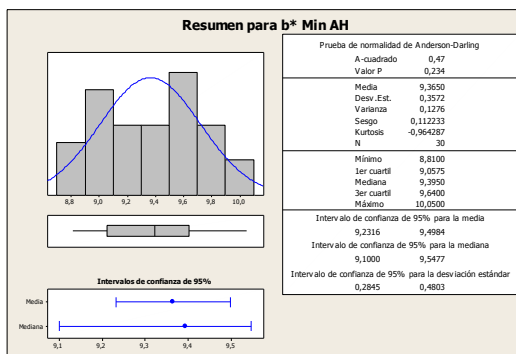 Resumen para b* Min AH
8,8 9,0 9,2 9,4 9,6 9,8 10,0
Intervalos de confianza de 95%
Media
Mediana
9,1 9,2 9,3 9,4 9,5
Prueba de normalidad de Anderson-Darling
A-cuadrado 0,47
Valor P 0,234
Media 9,3650
Desv.Est. 0,3572
Varianza 0,1276
Sesgo 0,112233
Kurtosis -0,964287
N 30
Mínimo 8,8100
1er cuartil 9,0575
Mediana 9,3950
3er cuartil 9,6400
Máximo 10,0500
Intervalo de confianza de 95% para la media
9,2316 9,4984
Intervalo de confianza de 95% para la mediana
9,1000 9,5477
Intervalo de confianza de 95% para la desviación estándar
0,2845 0,4803